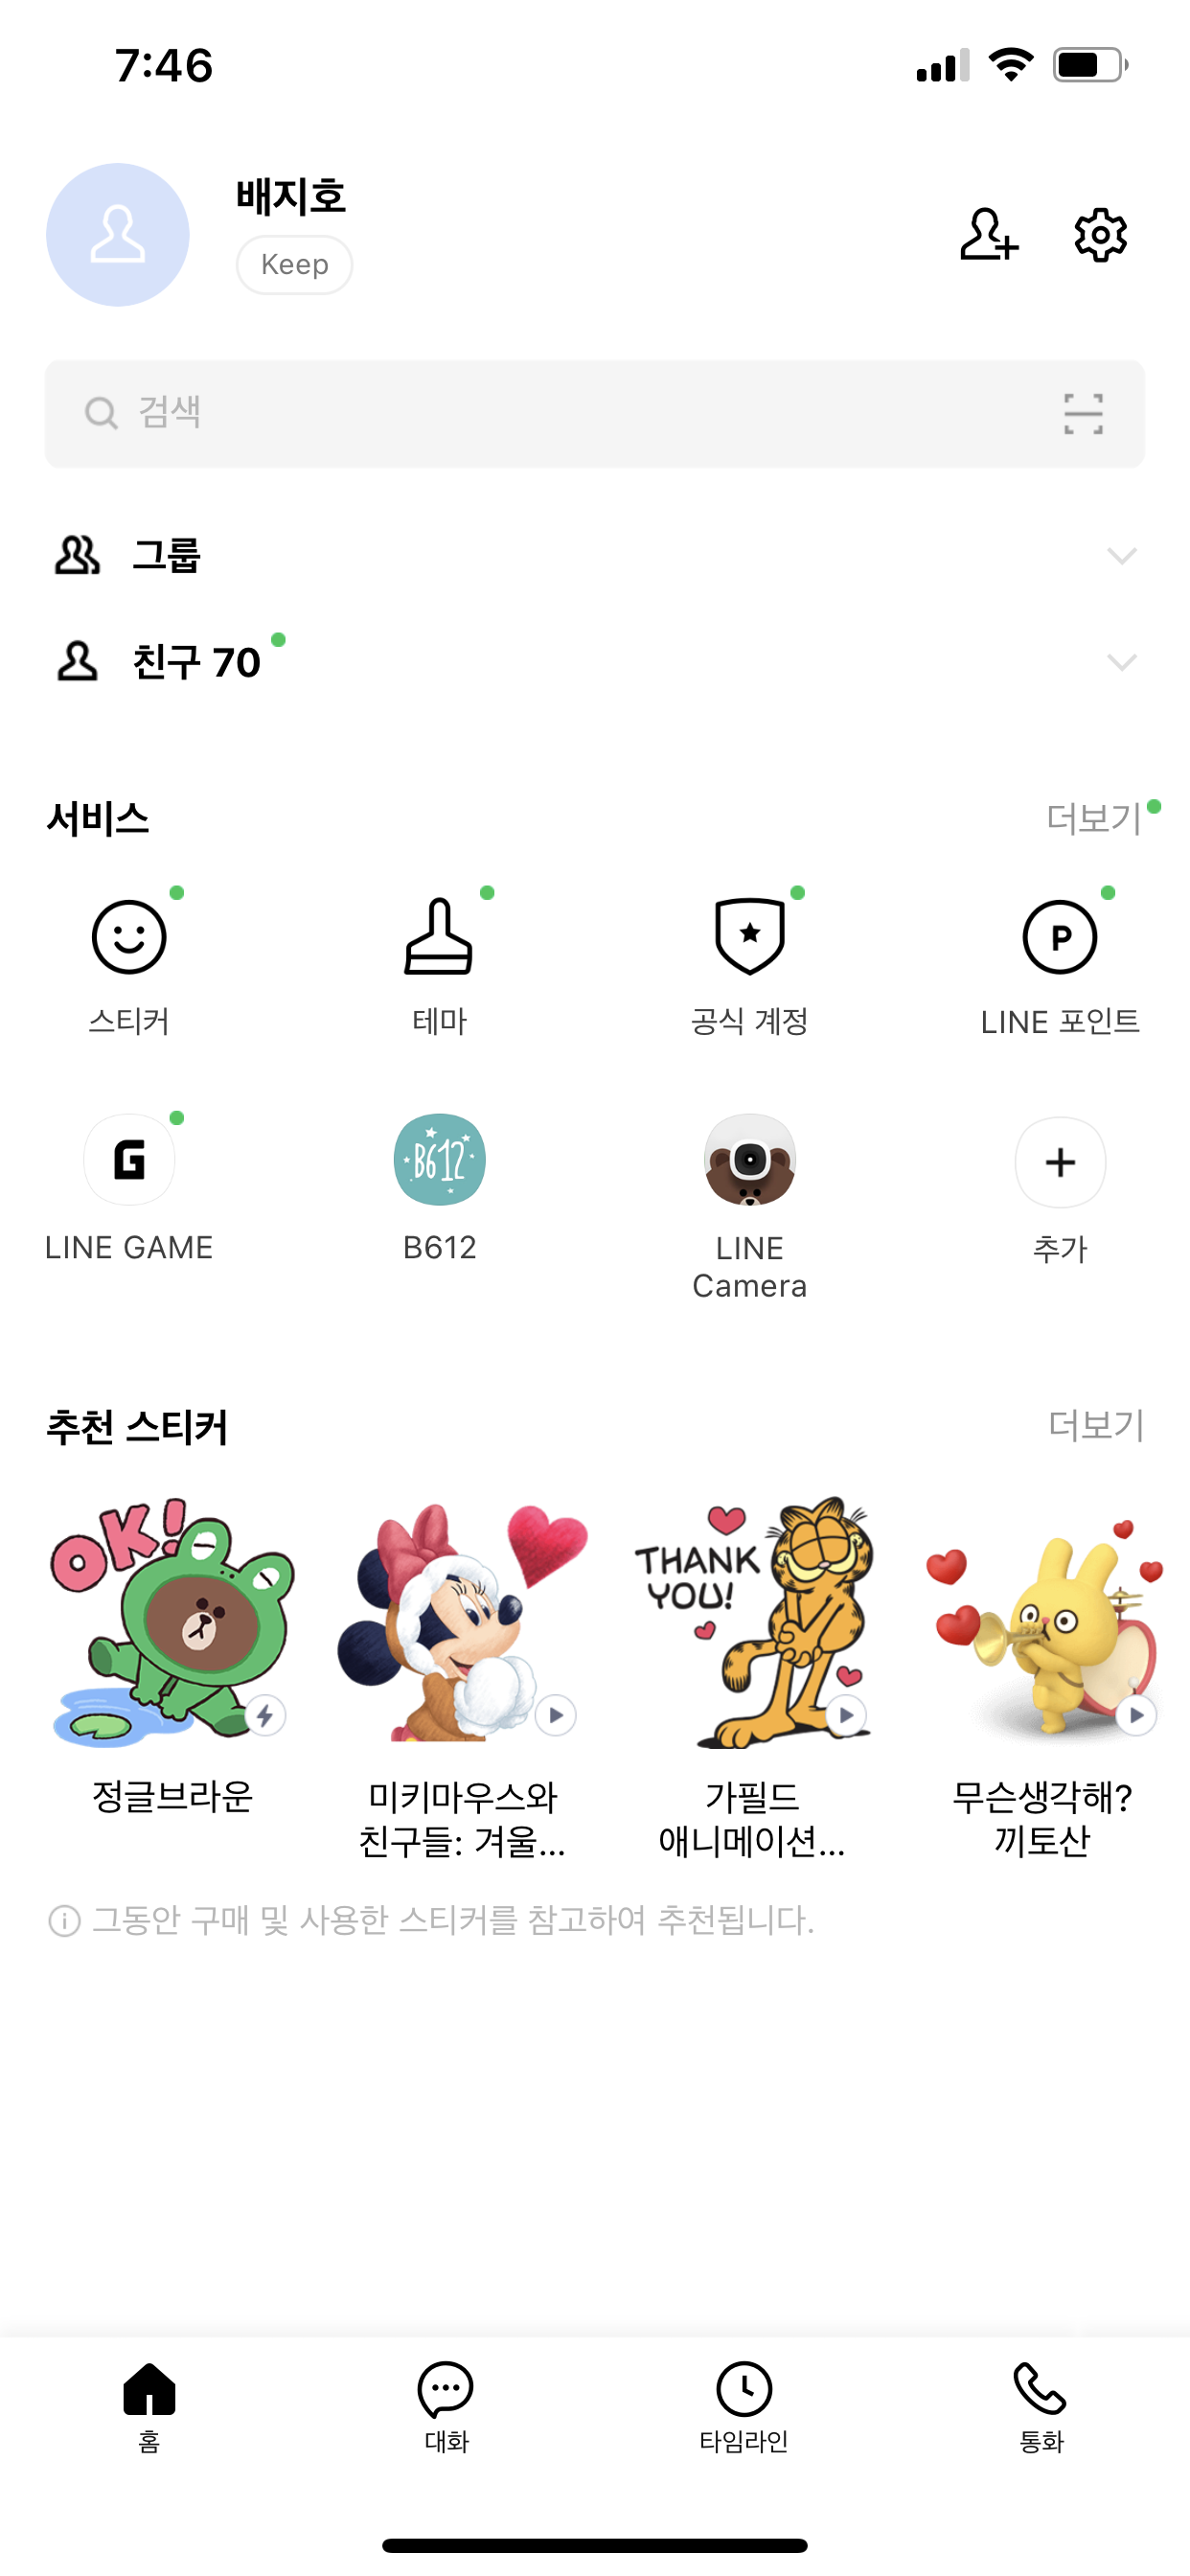 7:46
배지호
Keep
검색
그룹
친구 70
서비스
더보기
스티커
테마
P
공식 계정
LINE 포인트
G
B612
LINE GAME
B612
LINE
Camera
추가
추천 스티커
더보기
OK!
THANK
YOU!
정글브라운
미키마우스와
친구들: 겨울...
가필드
애니메이션...
무슨생각해?
끼토산
그동안 구매 및 사용한 스티커를 참고하여 추천됩니다.
홈
대화
타임라인
통화